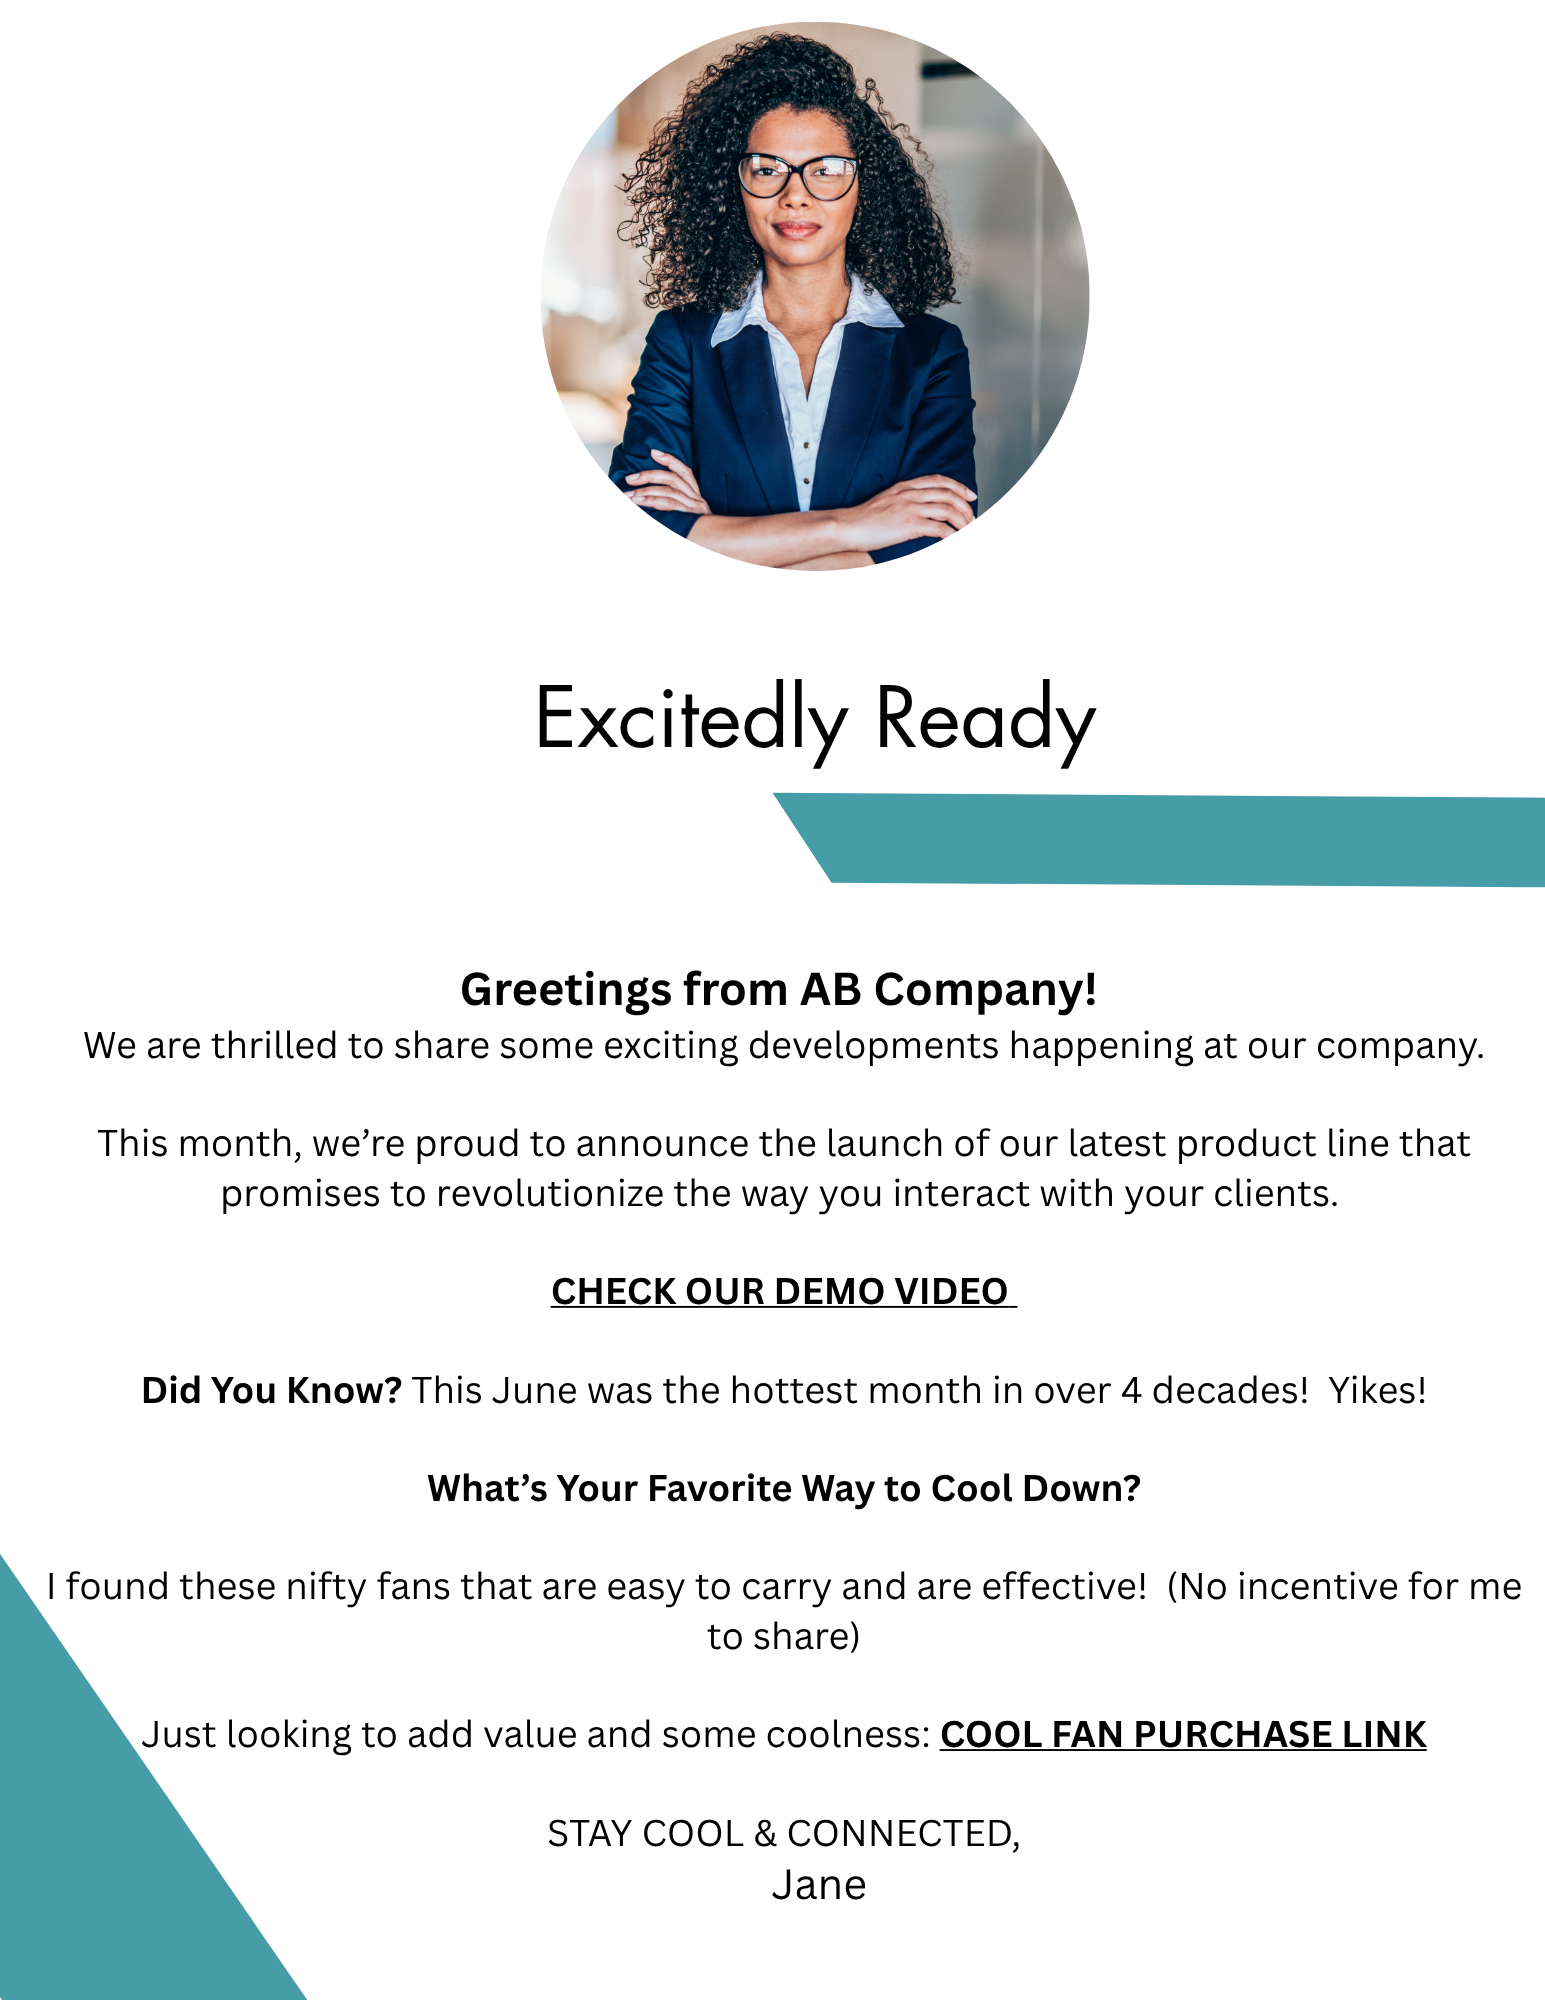 Excitedly Ready
Greetings from AB Company!
We are thrilled to share some exciting developments happening at our company.
This month, we’re proud to announce the launch of our latest product line that
promises to revolutionize the way you interact with your clients.
CHECK OUR DEMO VIDEO
Did You Know? This June was the hottest month in over 4 decades!  Yikes!
What’s Your Favorite Way to Cool Down?
I found these nifty fans that are easy to carry and are effective!  (No incentive for me
to share)
Just looking to add value and some coolness: COOL FAN PURCHASE LINK
STAY COOL & CONNECTED,
Jane